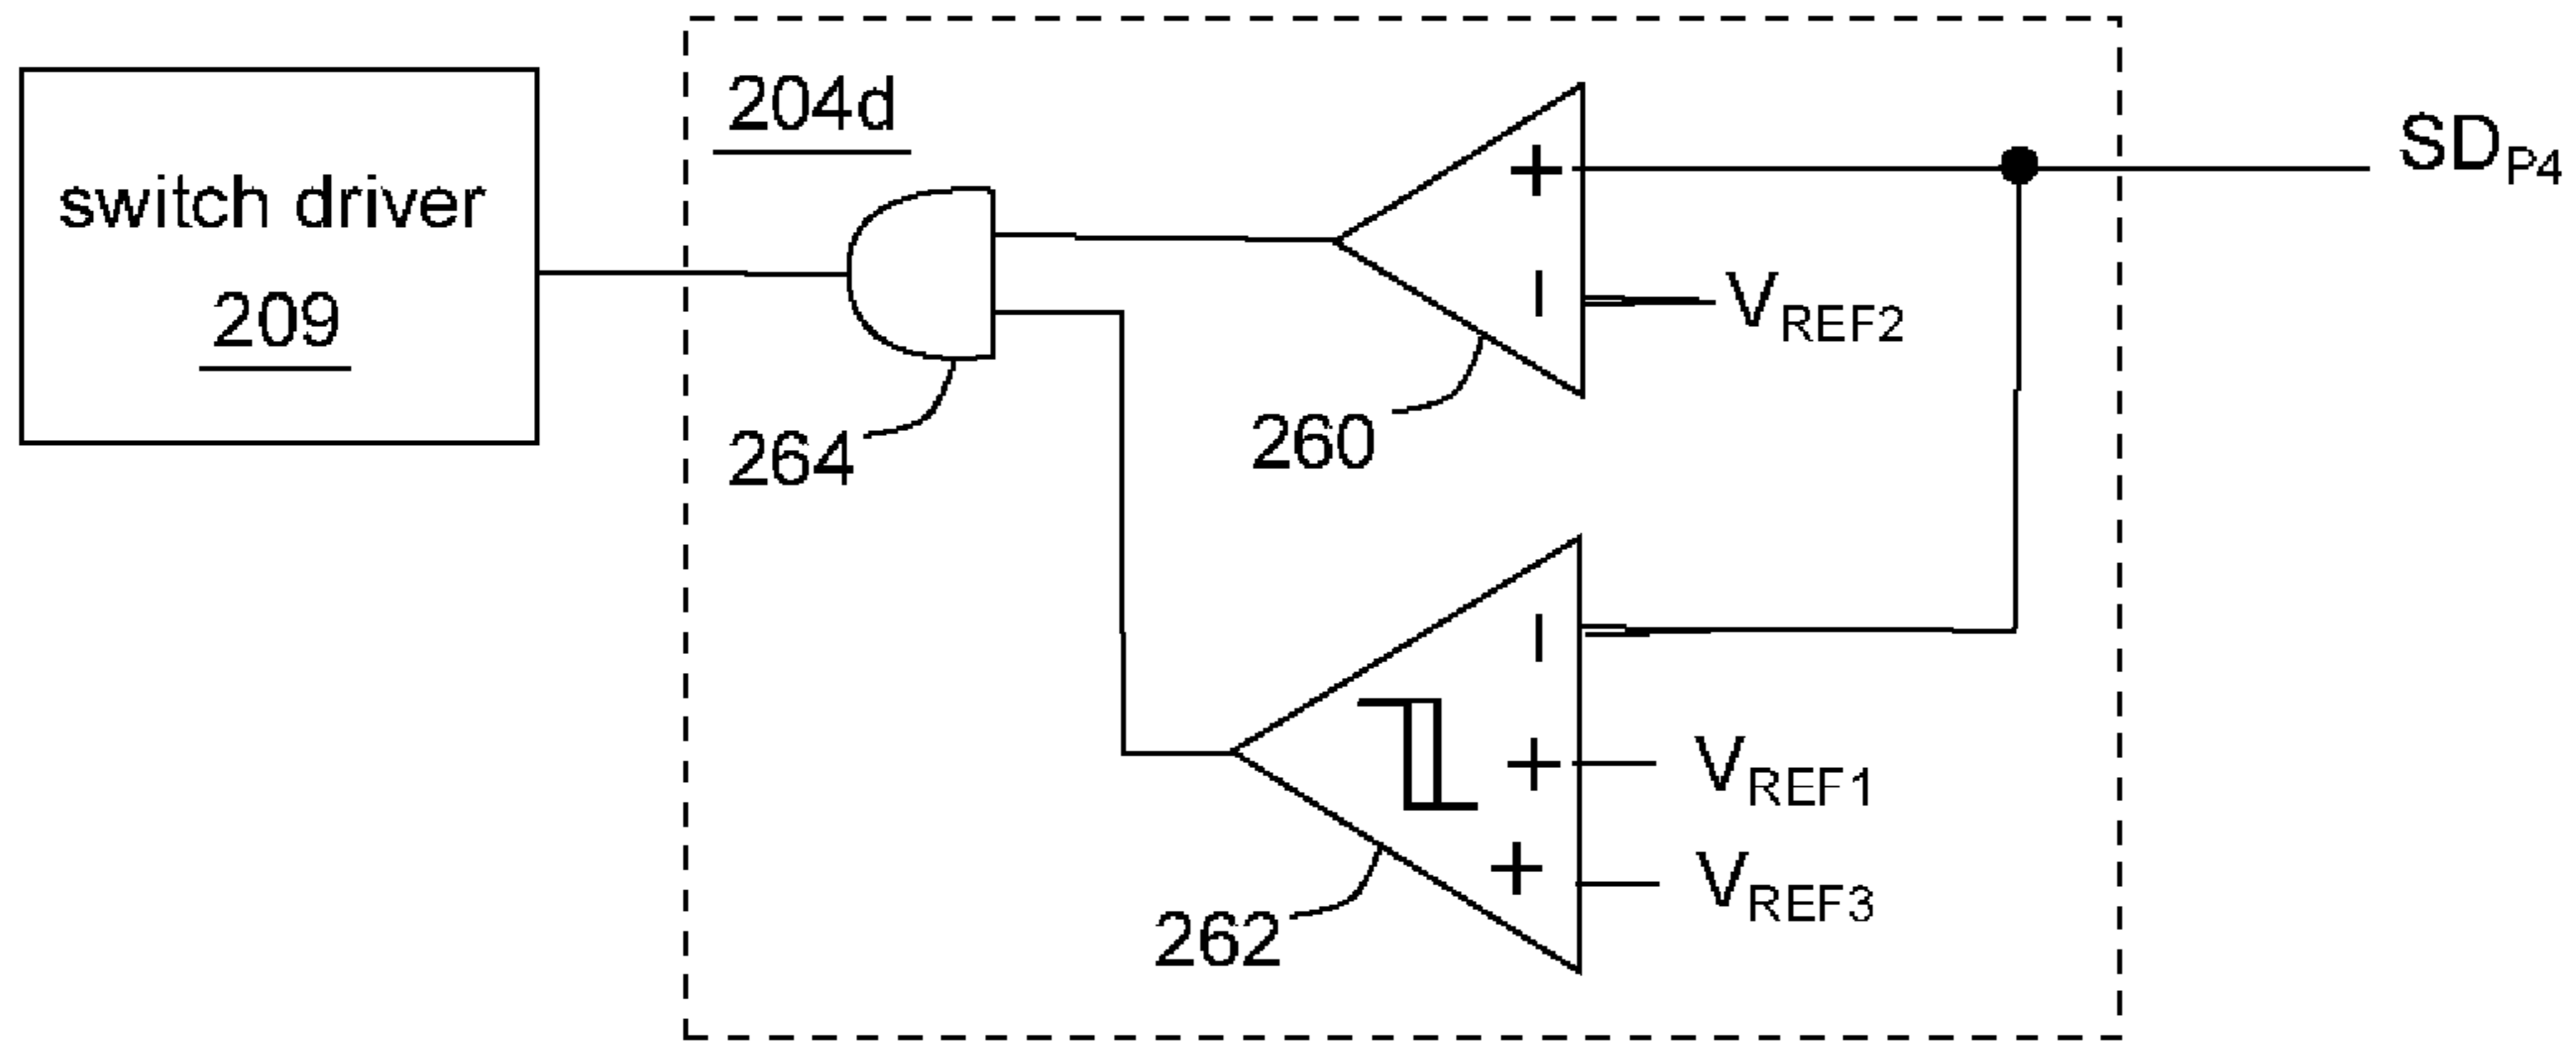 204d
SDP4
switch driver
209
VREF2
264
260
VREF1
VREF3
262